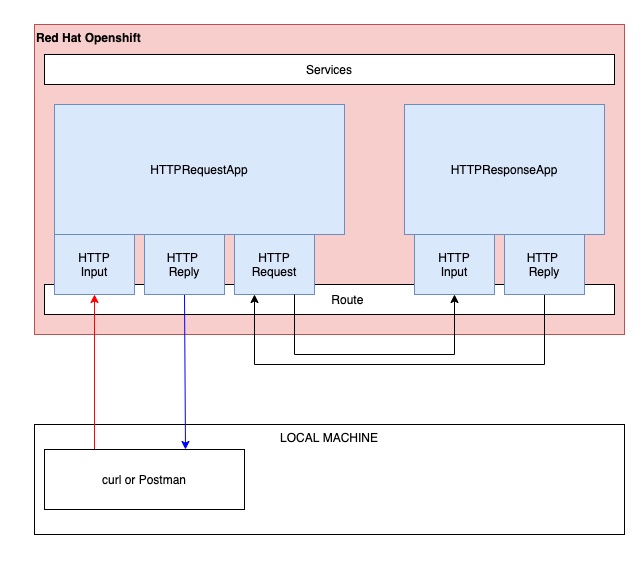 Red Hat Openshift
Services
HTTPRequestApp
HTTPResponseApp
HTTP
Input
HTTP
Reply
HTTP
Request
HTTP
Input
HTTP
Reply
Route
LOCAL MACHINE
curl or Postman